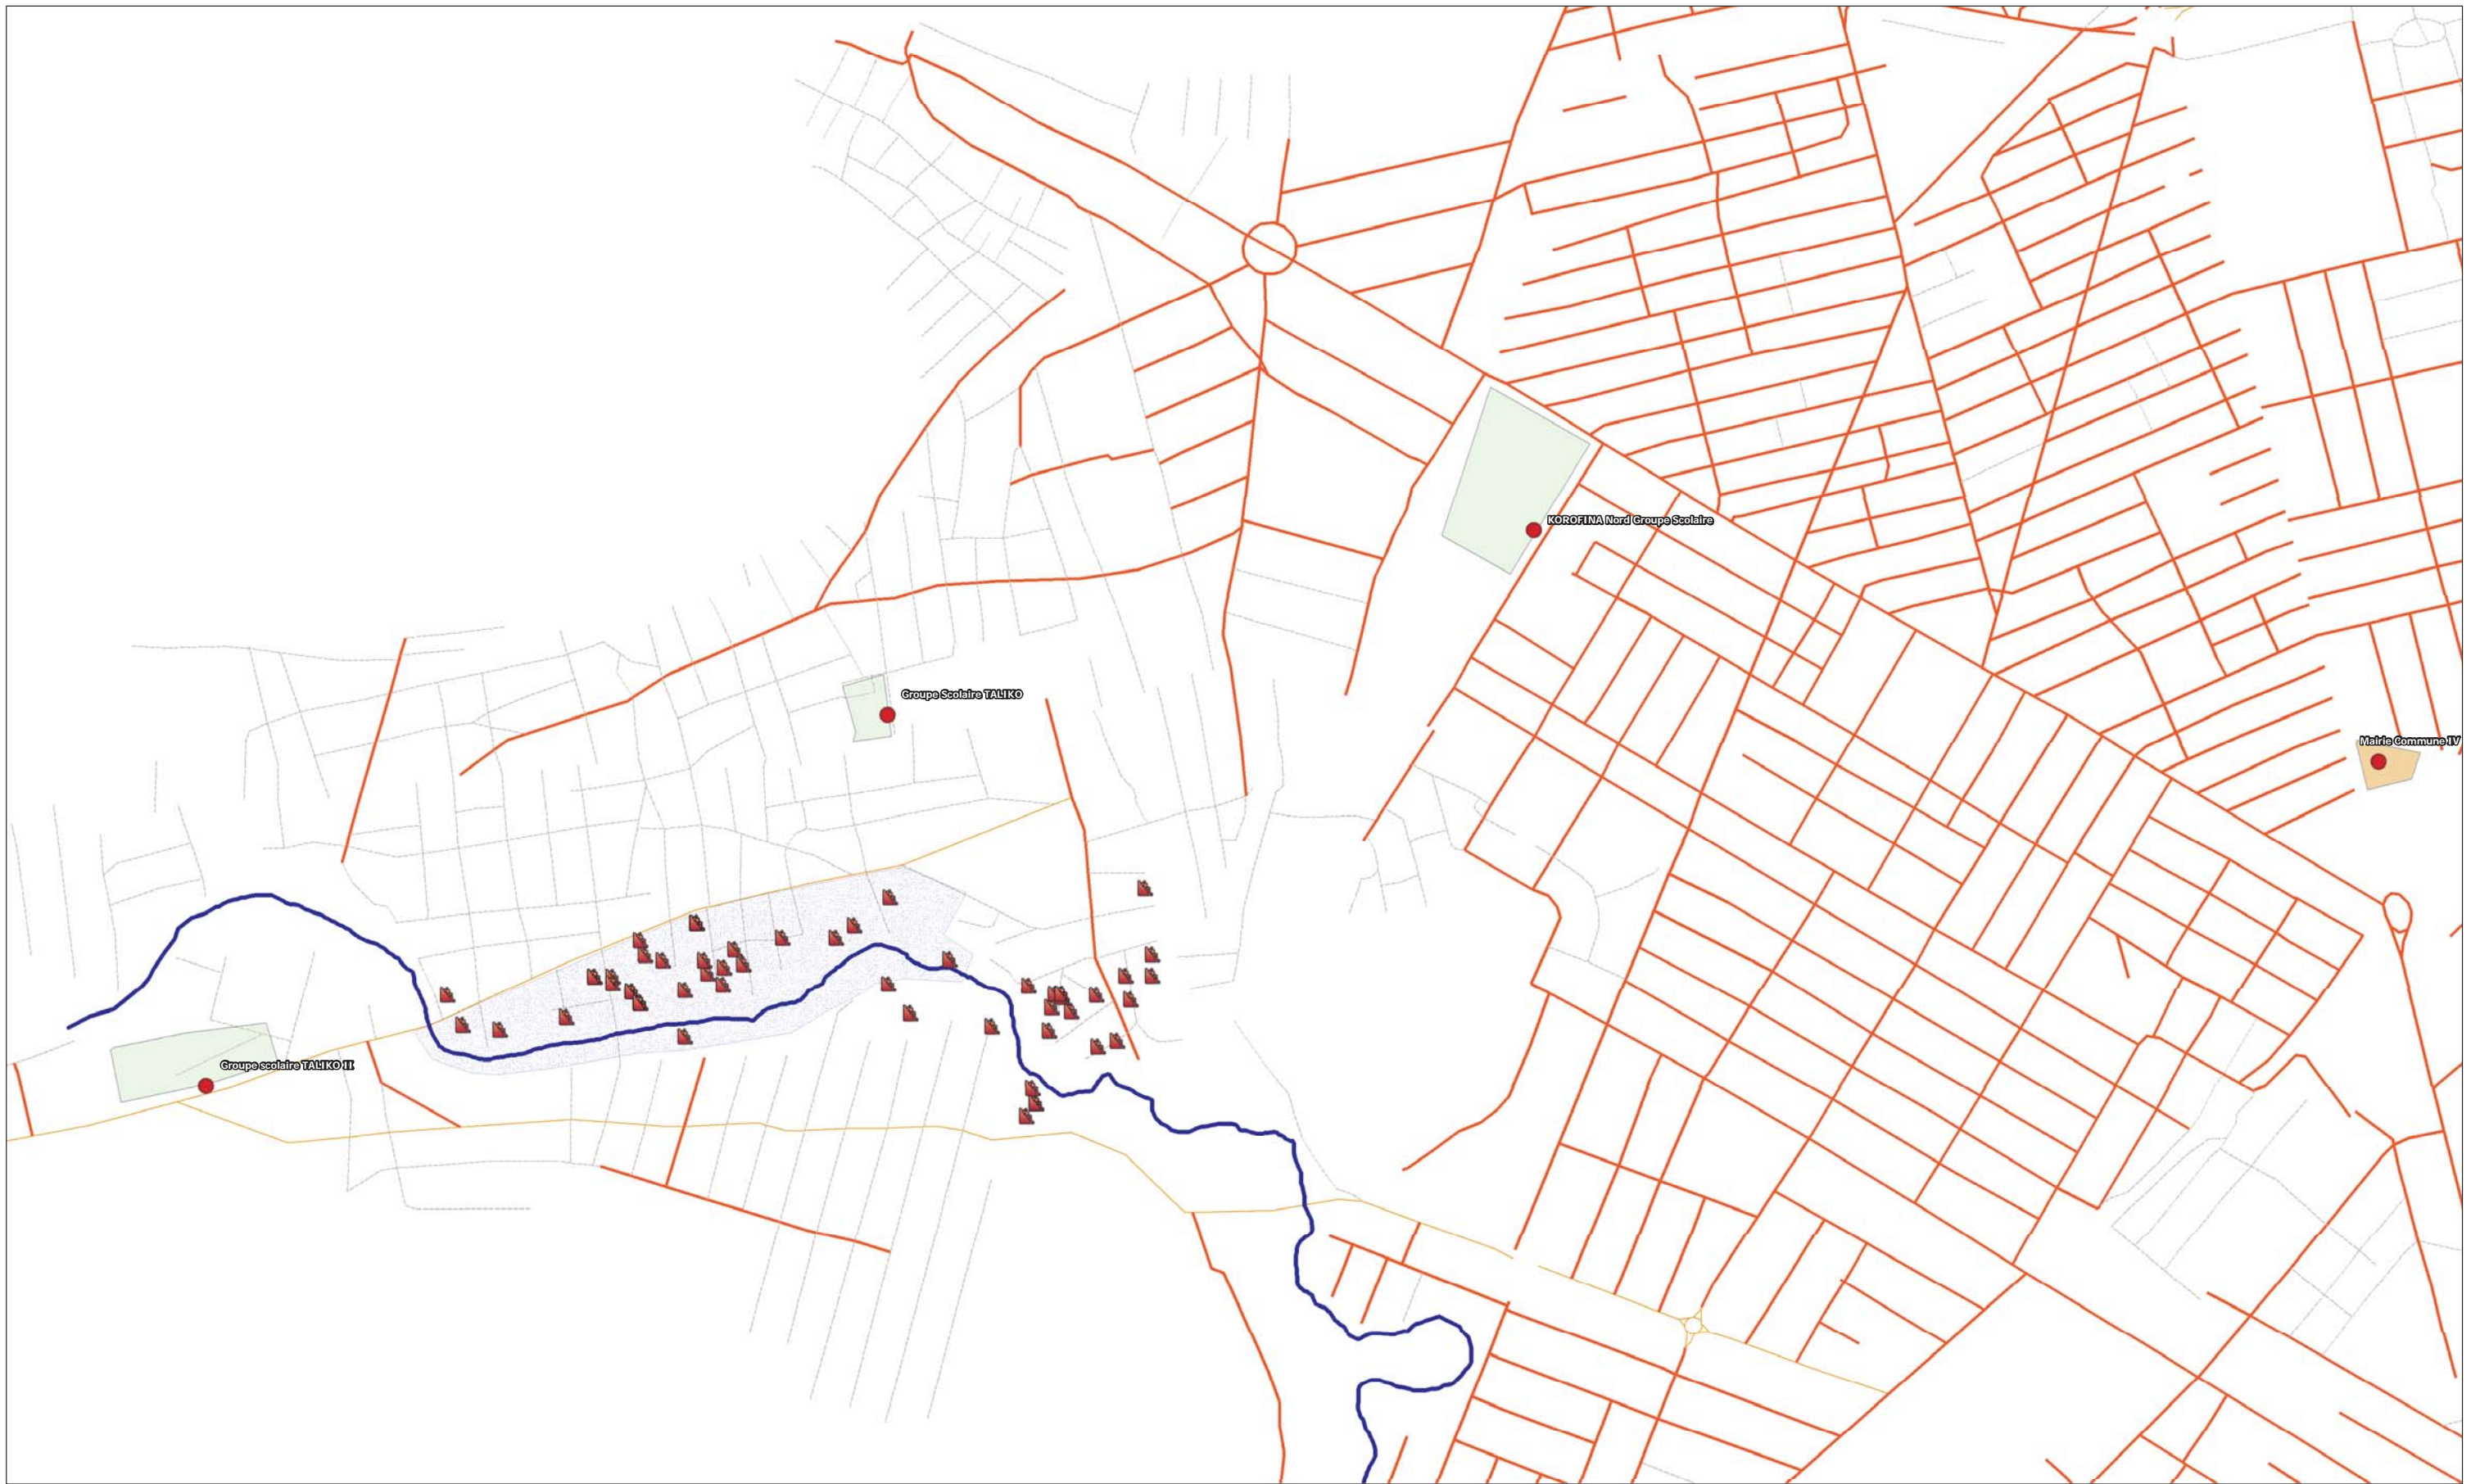 KOROFINA Nord Groupe Scolaire
Groupe Scolaire TALIKO
Mairie Commune IV
Groupe scolaire TALIKO II